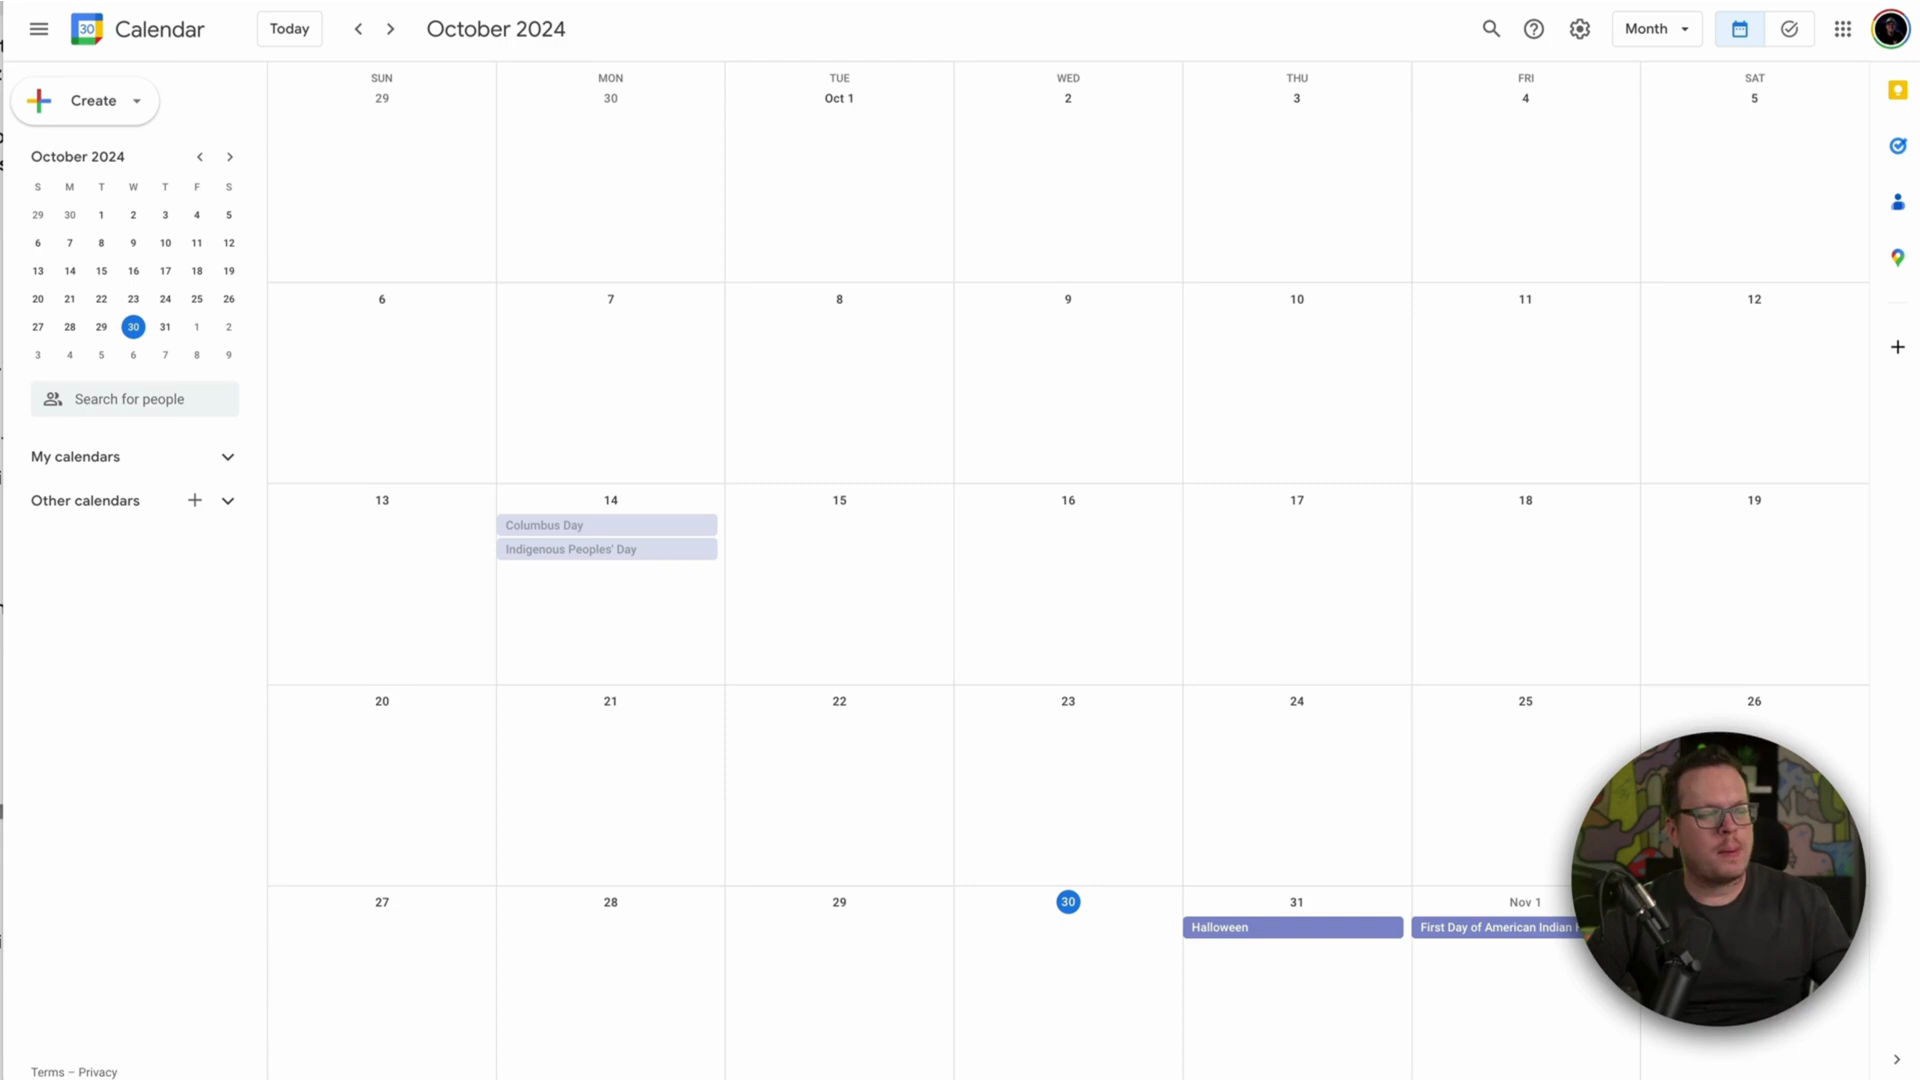 30 Calendar
Today
October 2024
Month
Create
October 2024
S M T W T F S
29 30 1 2 3 4 5
6 7 8 9 10 11 12
13 14 15 16 17 18 19
20 21 22 23 24 25 26
27 28 29 30 31 1 2
3 4 5 6 7 8 9
Search for people
My calendars
Other calendars
Terms – Privacy
SUN MON TUE WED THU FRI SAT
29 30 Oct 1 2 3 4 5
6 7 8 9 10 11 12
13 14 15 16 17 18 19
Columbus Day
Indigenous Peoples' Day
20 21 22 23 24 25 26
27 28 29 30 31 Nov 1
Halloween
First Day of American Indian